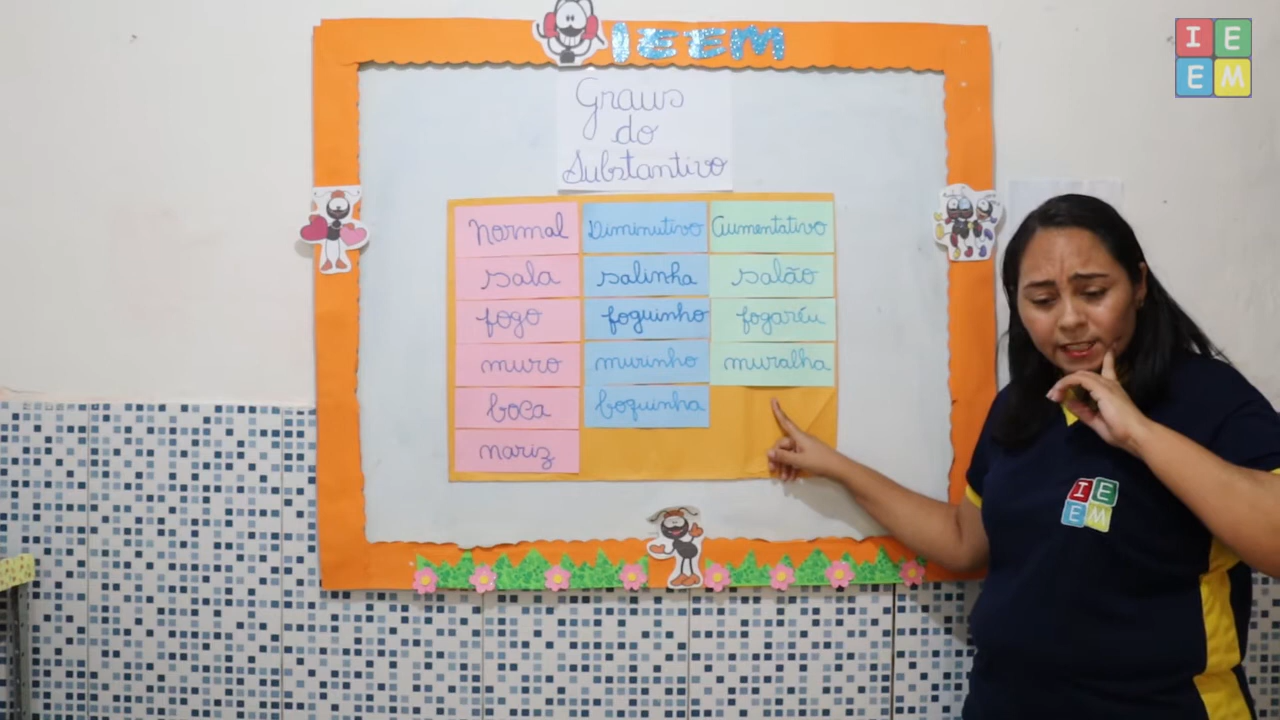 IEEM
I E
E M
Graus
do
Substantivo
Normal Diminutivo Aumentativo
sala salinha salão
fogo foguinho fogaréu
muro murinho muralha
boca boquinha
nariz
I E
E M